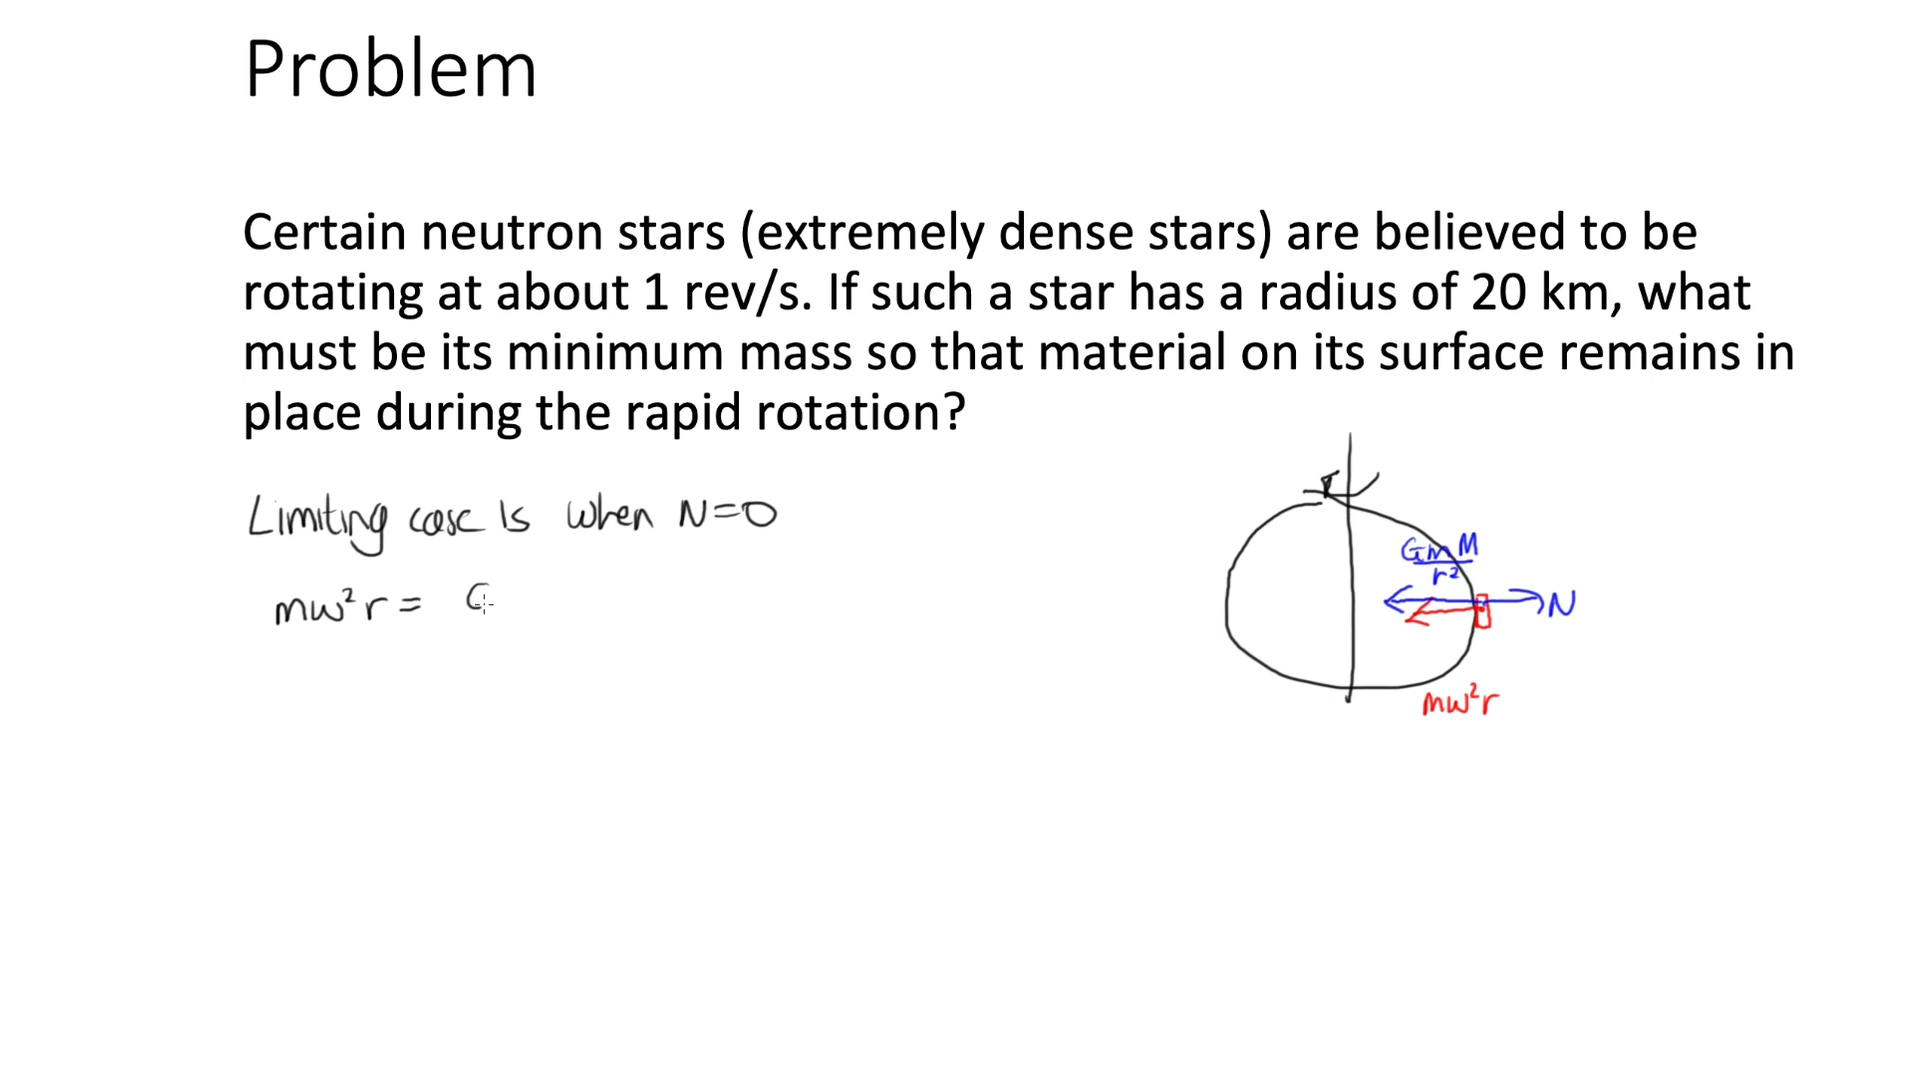 Problem
Certain neutron stars (extremely dense stars) are believed to be
rotating at about 1 rev/s. If such a star has a radius of 20 km, what
must be its minimum mass so that material on its surface remains in
place during the rapid rotation?
Limiting case is when N=0
mw²r = G
GmM
r²
N
mw²r